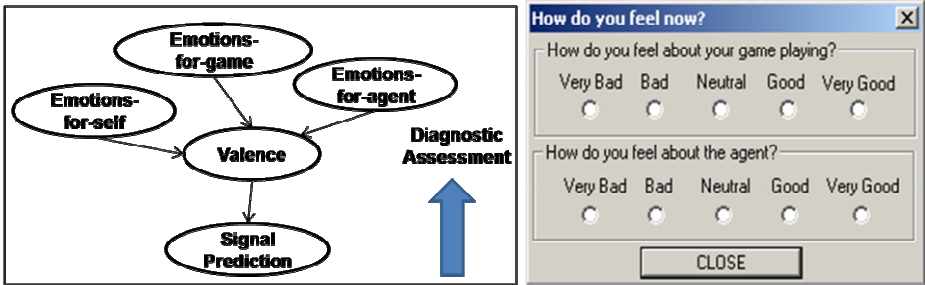 Emotions-
for-game
Emotions-
for-agent
Emotions-
for-self
Valence
Diagnostic
Assessment
Signal
Prediction
How do you feel now?
How do you feel about your game playing?
Very Bad Bad Neutral Good Very Good
How do you feel about the agent?
Very Bad Bad Neutral Good Very Good
CLOSE